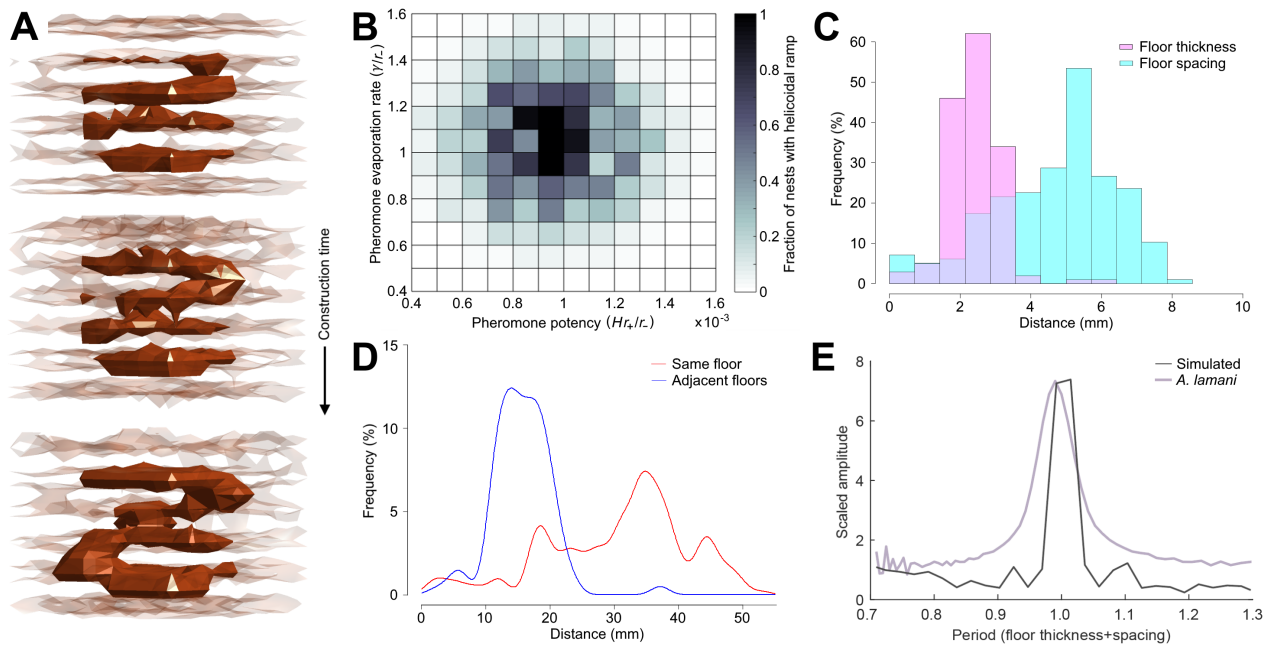 A
Construction time
B
1.6
1.4
1.2
1
0.8
0.6
0.4
Pheromone evaporation rate (γ/r₋)
0.4 0.6 0.8 1 1.2 1.4 1.6
Pheromone potency (Hr₊/r₋) x10⁻³
1
0.8
0.6
0.4
0.2
0
Fraction of nests with helicoidal ramp
C
Floor thickness
Floor spacing
60
50
40
30
20
10
0
Frequency (%)
0 2 4 6 8 10
Distance (mm)
D
Same floor
Adjacent floors
15
10
5
0
Frequency (%)
0 10 20 30 40 50
Distance (mm)
E
Simulated
A. lamani
8
6
4
2
0
Scaled amplitude
0.7 0.8 0.9 1.0 1.1 1.2 1.3
Period (floor thickness+spacing)